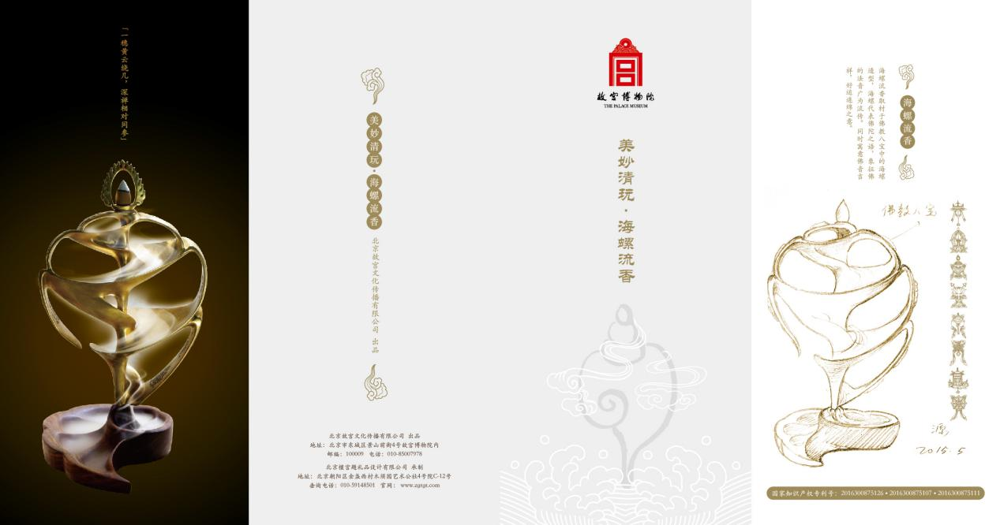 「一穗黄云绕几，深禅相对同参」
美妙清玩·海螺流香
北京故宫文化传播有限公司 出品
北京故宫文化传播有限公司 出品
地址：北京市东城区景山前街4号故宫博物院内
邮编：100009 电话：010-85007978
北京檀宫题礼品设计有限公司 承制
地址：北京朝阳区金盏西村木须园艺术公社4号院C-12号
垂询电话：010-59148501 官网：www.zgtgt.com
故宫博物院
THE PALACE MUSEUM
美妙清玩·海螺流香
海螺流香
海螺流香取材于佛教八宝中的海螺
造型，海螺代表佛陀之语，象征佛
的法音广为流传。同时寓意佛音吉
祥，好运连绵之意。
佛教八宝
源
2015.5
国家知识产权专利号：2016300875126•2016300875107•2016300875111